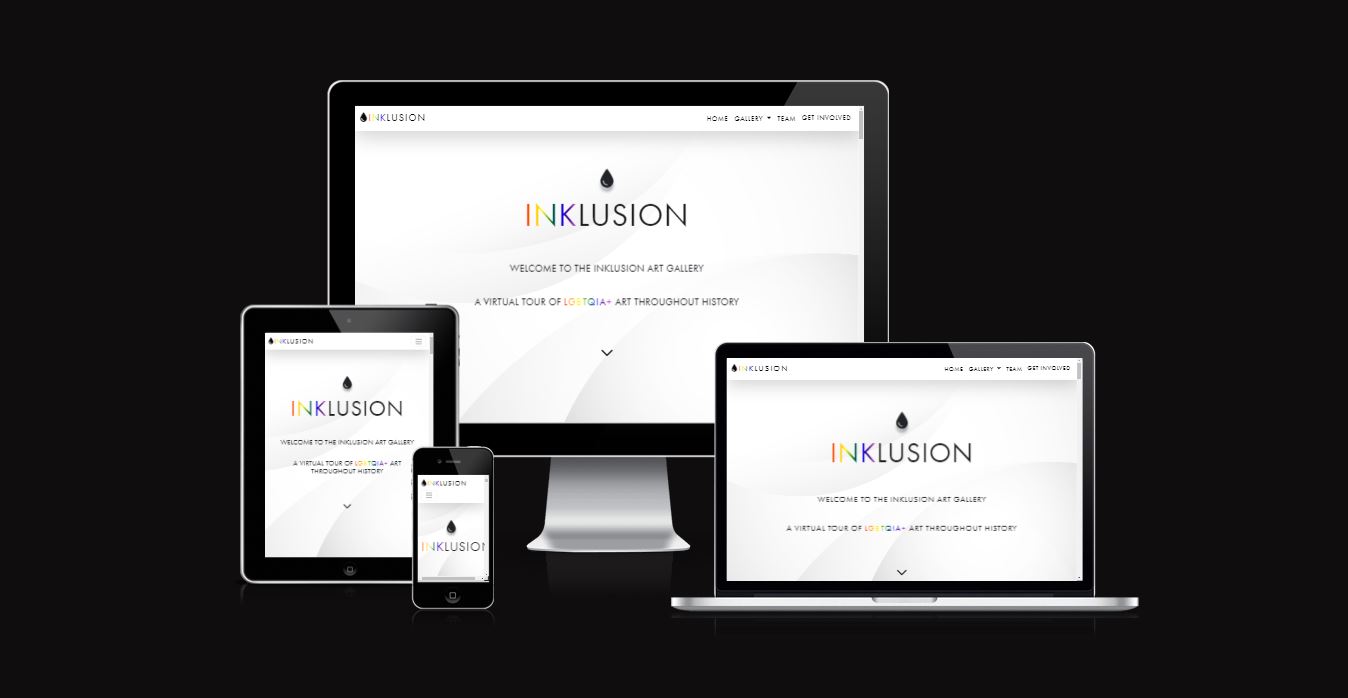 INKLUSION
HOME GALLERY TEAM GET INVOLVED
INKLUSION
WELCOME TO THE INKLUSION ART GALLERY
A VIRTUAL TOUR OF LGBTQIA+ ART THROUGHOUT HISTORY
INKLUSION
INKLUSION
WELCOME TO THE INKLUSION ART GALLERY
A VIRTUAL TOUR OF LGBTQIA+ ART
THROUGHOUT HISTORY
INKLUSION
INKLUSION
INKLUSION
HOME GALLERY TEAM GET INVOLVED
INKLUSION
WELCOME TO THE INKLUSION ART GALLERY
A VIRTUAL TOUR OF LGBTQIA+ ART THROUGHOUT HISTORY